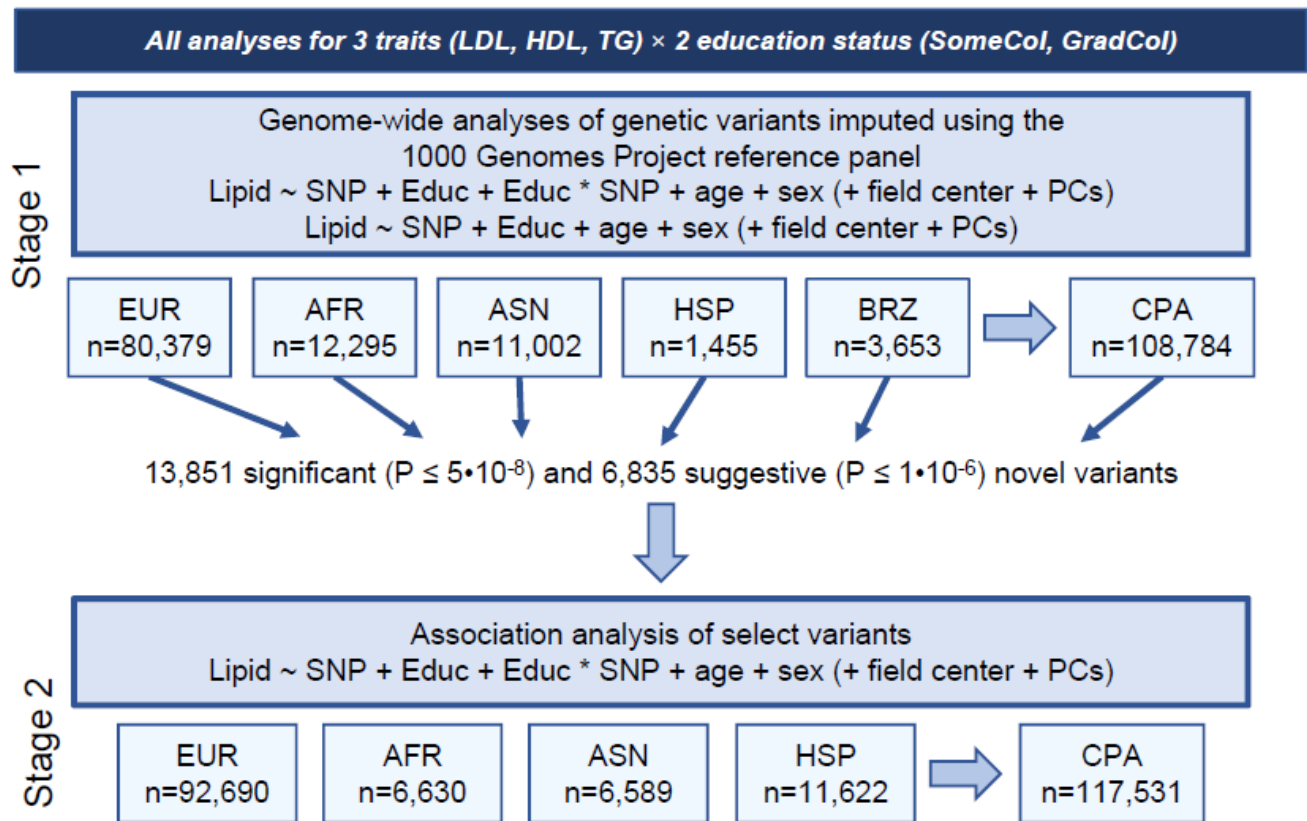 All analyses for 3 traits (LDL, HDL, TG) × 2 education status (SomeCol, GradCol)
Stage 1
Genome-wide analyses of genetic variants imputed using the
1000 Genomes Project reference panel
Lipid ~ SNP + Educ + Educ * SNP + age + sex (+ field center + PCs)
Lipid ~ SNP + Educ + age + sex (+ field center + PCs)
EUR
n=80,379
AFR
n=12,295
ASN
n=11,002
HSP
n=1,455
BRZ
n=3,653
CPA
n=108,784
13,851 significant (P ≤ 5•10⁻⁸) and 6,835 suggestive (P ≤ 1•10⁻⁶) novel variants
Stage 2
Association analysis of select variants
Lipid ~ SNP + Educ + Educ * SNP + age + sex (+ field center + PCs)
EUR
n=92,690
AFR
n=6,630
ASN
n=6,589
HSP
n=11,622
CPA
n=117,531